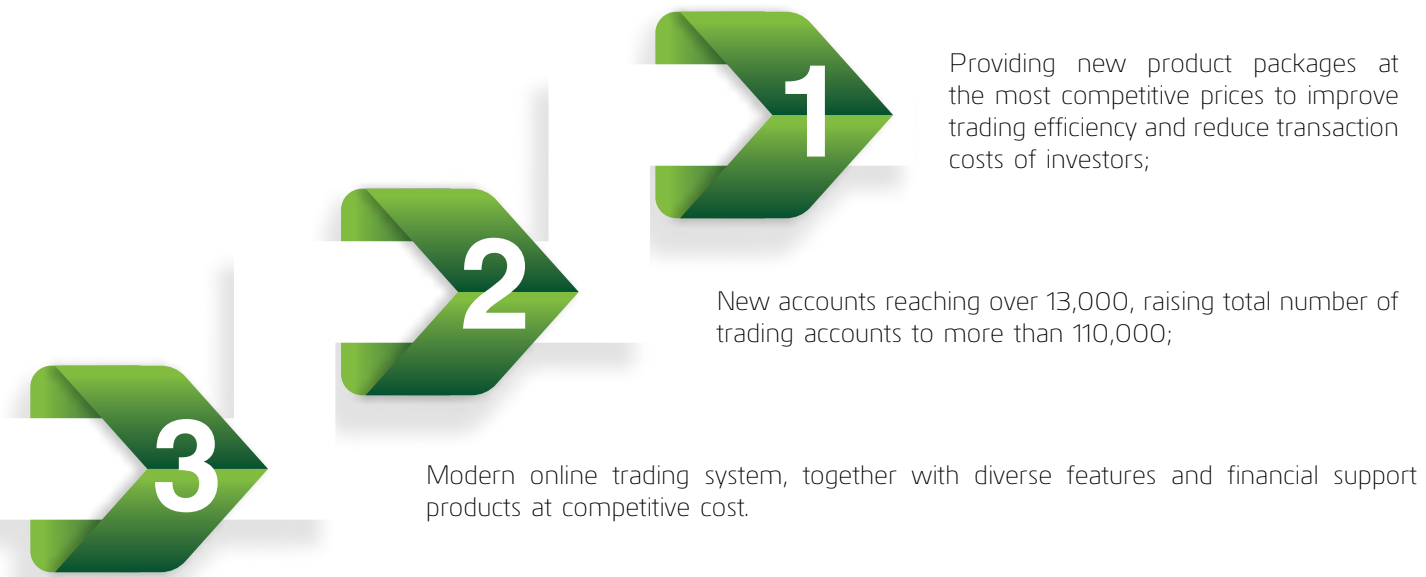 1
Providing new product packages at
the most competitive prices to improve
trading efficiency and reduce transaction
costs of investors;
2
New accounts reaching over 13,000, raising total number of
trading accounts to more than 110,000;
3
Modern online trading system, together with diverse features and financial support
products at competitive cost.